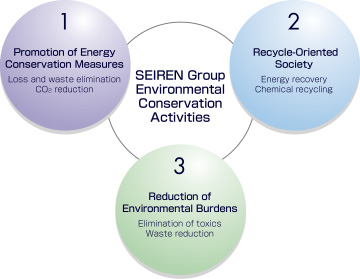 1
Promotion of Energy
Conservation Measures
Loss and waste elimination
CO₂ reduction
SEIREN Group
Environmental
Conservation
Activities
2
Recycle-Oriented
Society
Energy recovery
Chemical recycling
3
Reduction of
Environmental Burdens
Elimination of toxics
Waste reduction